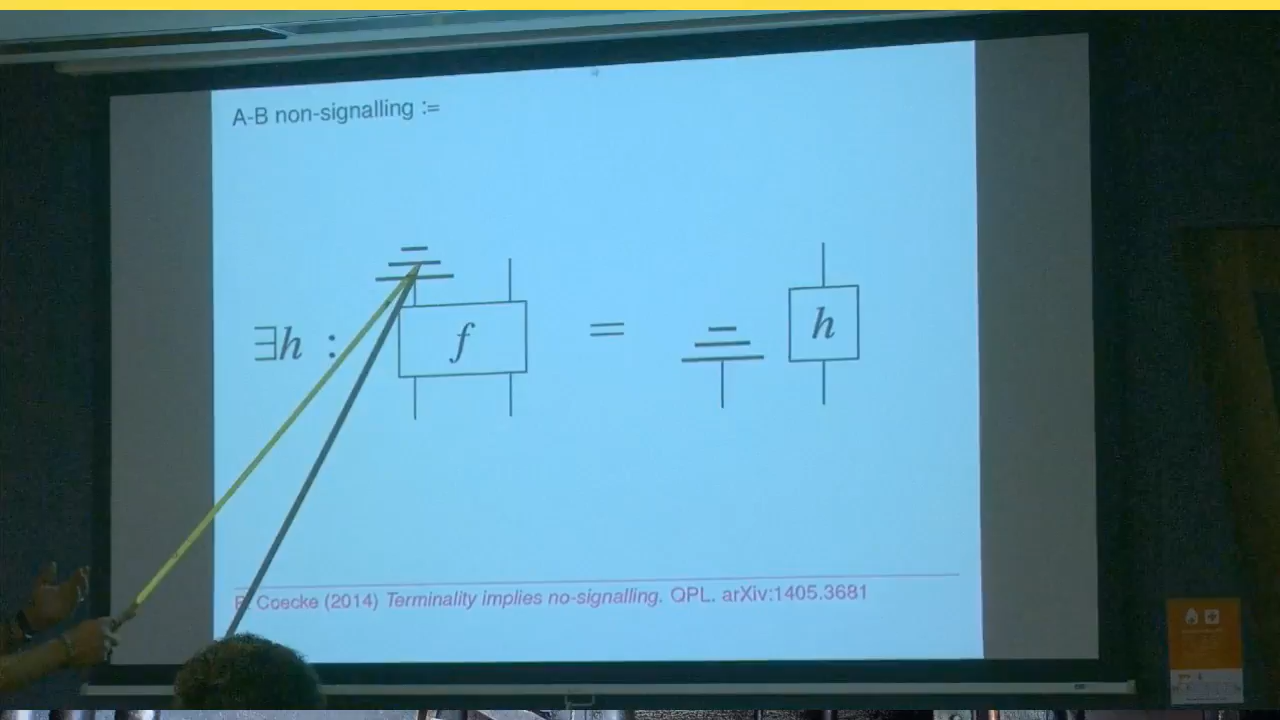 A-B non-signalling :=
∃h : f = h
B. Coecke (2014) Terminality implies no-signalling. QPL. arXiv:1405.3681